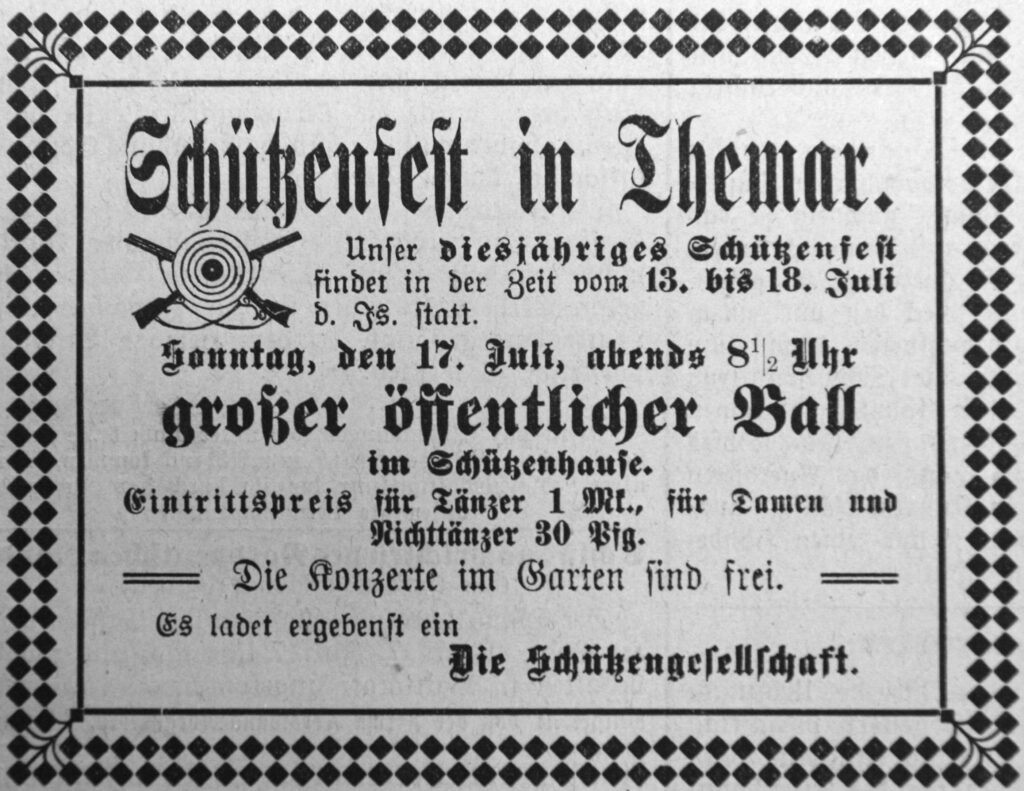 Schützenfest in Themar.
Unser diesjähriges Schützenfest
findet in der Zeit vom 13. bis 18. Juli
d. Js. statt.
Sonntag, den 17. Juli, abends 8½ Uhr
großer öffentlicher Ball
im Schützenhause.
Eintrittspreis für Tänzer 1 Mk., für Damen und
Nichttänzer 30 Pfg.
Die Konzerte im Garten sind frei.
Es ladet ergebenst ein
Die Schützengesellschaft.